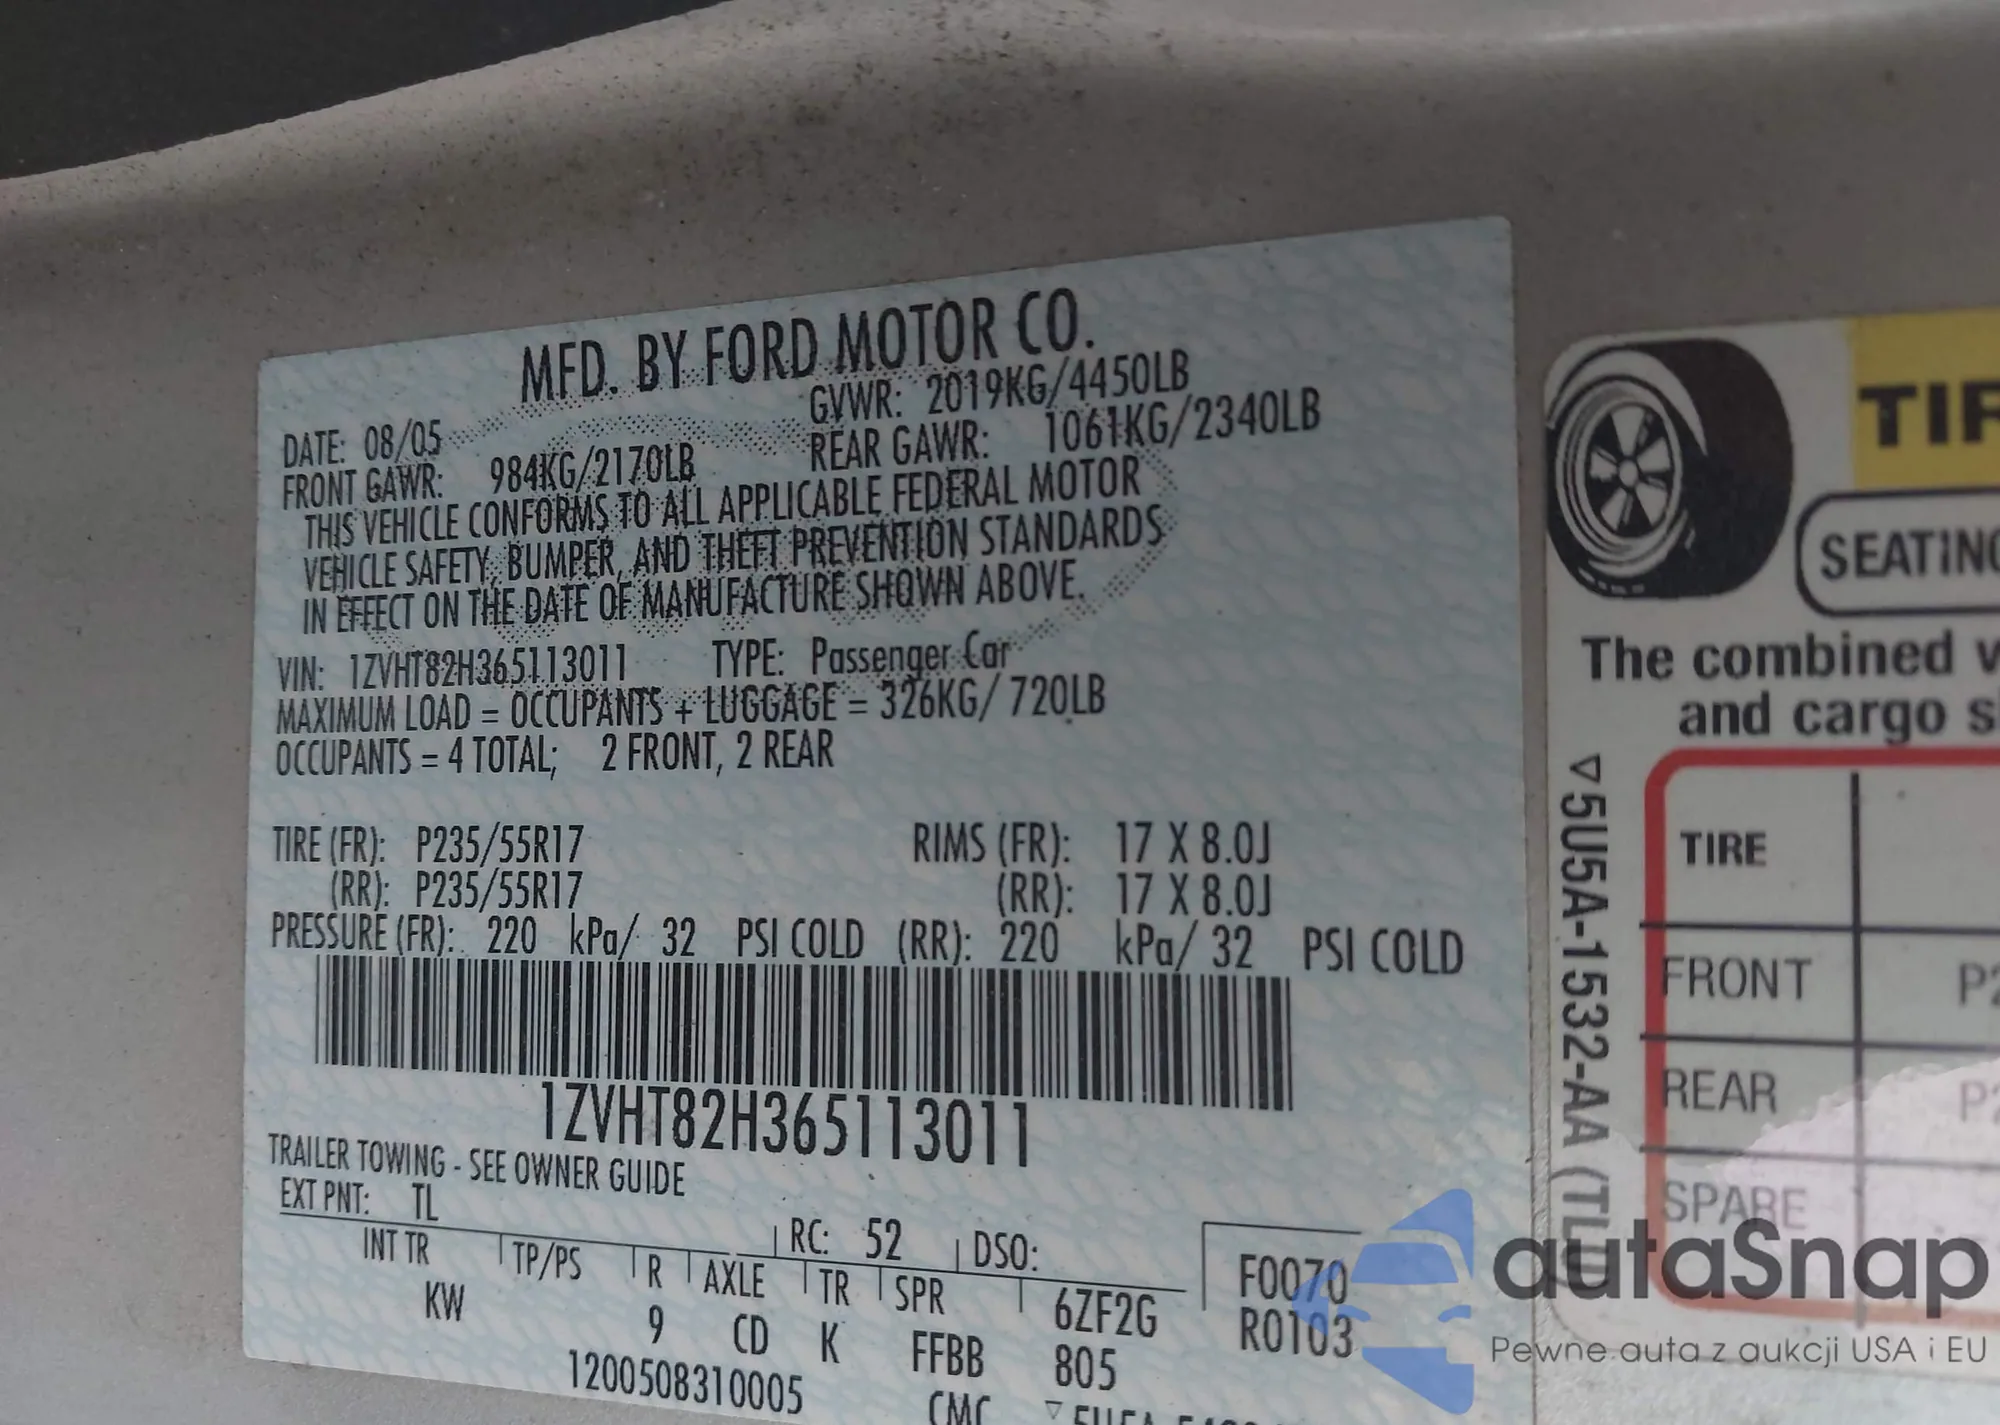 MFD. BY FORD MOTOR CO.
DATE: 08/05 GVWR: 2019KG/4450LB
FRONT GAWR: 984KG/2170LB REAR GAWR: 1061KG/2340LB
THIS VEHICLE CONFORMS TO ALL APPLICABLE FEDERAL MOTOR
VEHICLE SAFETY, BUMPER, AND THEFT PREVENTION STANDARDS
IN EFFECT ON THE DATE OF MANUFACTURE SHOWN ABOVE.
VIN: 1ZVHT82H365113011 TYPE: Passenger Car
MAXIMUM LOAD = OCCUPANTS + LUGGAGE = 326KG/ 720LB
OCCUPANTS = 4 TOTAL; 2 FRONT, 2 REAR
TIRE (FR): P235/55R17 RIMS (FR): 17 X 8.0J
(RR): P235/55R17 (RR): 17 X 8.0J
PRESSURE (FR): 220 kPa/ 32 PSI COLD (RR): 220 kPa/ 32 PSI COLD
1ZVHT82H365113011
TRAILER TOWING - SEE OWNER GUIDE
EXT PNT: TL RC: 52 DSO: F0070
INT TR TP/PS R AXLE TR SPR 6ZF2G R0103
KW 9 CD K FFBB 805
1200508310005 CMC
TIR
SEATING
The combined
and cargo s
▽5U5A-1532-AA (TLU)
TIRE
FRONT P2
REAR P2
SPARE
autaSnap
Pewne auta z aukcji USA i EU